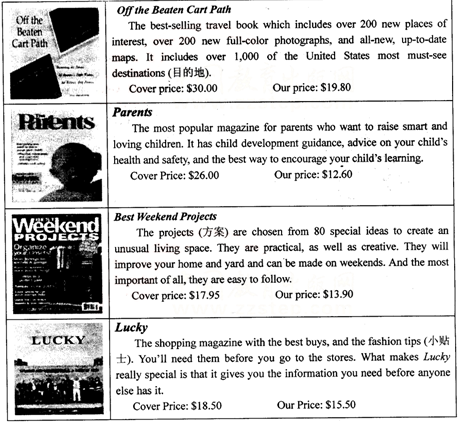 Off the
Beaten
Cart Path
Off the Beaten Cart Path
The best-selling travel book which includes over 200 new places of
interest, over 200 new full-color photographs, and all-new, up-to-date
maps. It includes over 1,000 of the United States most must-see
destinations (目的地).
Cover price: $30.00 Our price: $19.80
Parents
Parents
The most popular magazine for parents who want to raise smart and
loving children. It has child development guidance, advice on your child's
health and safety, and the best way to encourage your child's learning.
Cover Price: $26.00 Our price: $12.60
BEST
Weekend
PROJECTS
Organize
Best Weekend Projects
The projects (方案) are chosen from 80 special ideas to create an
unusual living space. They are practical, as well as creative. They will
improve your home and yard and can be made on weekends. And the most
important of all, they are easy to follow.
Cover price: $17.95 Our price: $13.90
LUCKY
Lucky
The shopping magazine with the best buys, and the fashion tips (小贴
士). You'll need them before you go to the stores. What makes Lucky
really special is that it gives you the information you need before anyone
else has it.
Cover Price: $18.50 Our Price: $15.50